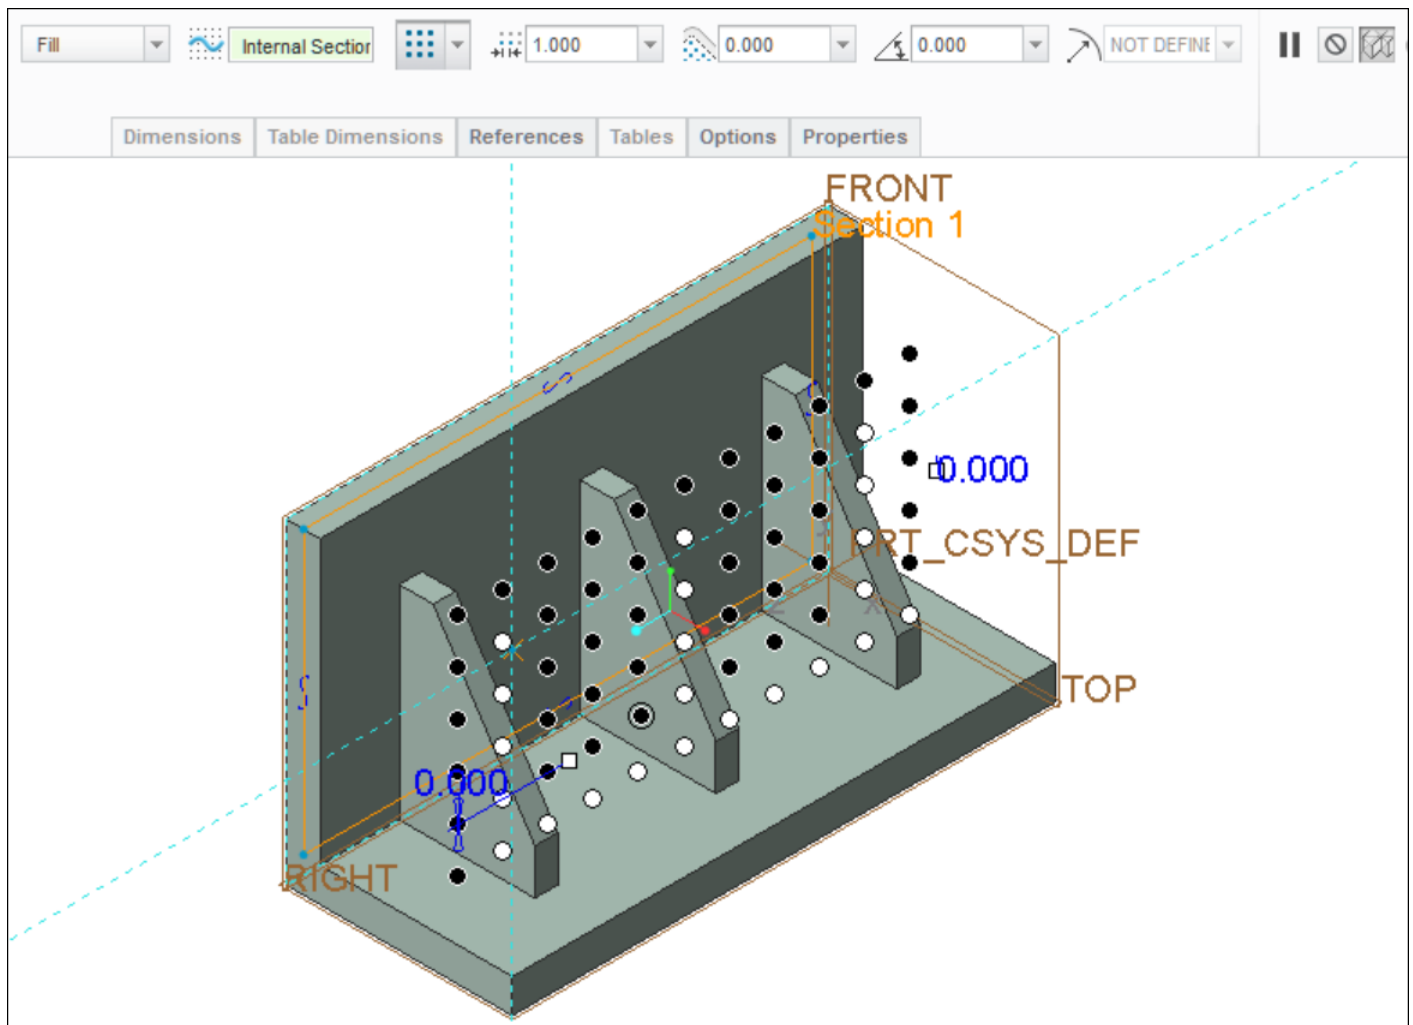 Fill Internal Section 1.000 0.000 0.000 NOT DEFINE
Dimensions Table Dimensions References Tables Options Properties
FRONT
Section 1
0.000
PRT_CSYS_DEF
Z X
TOP
0.000
RIGHT